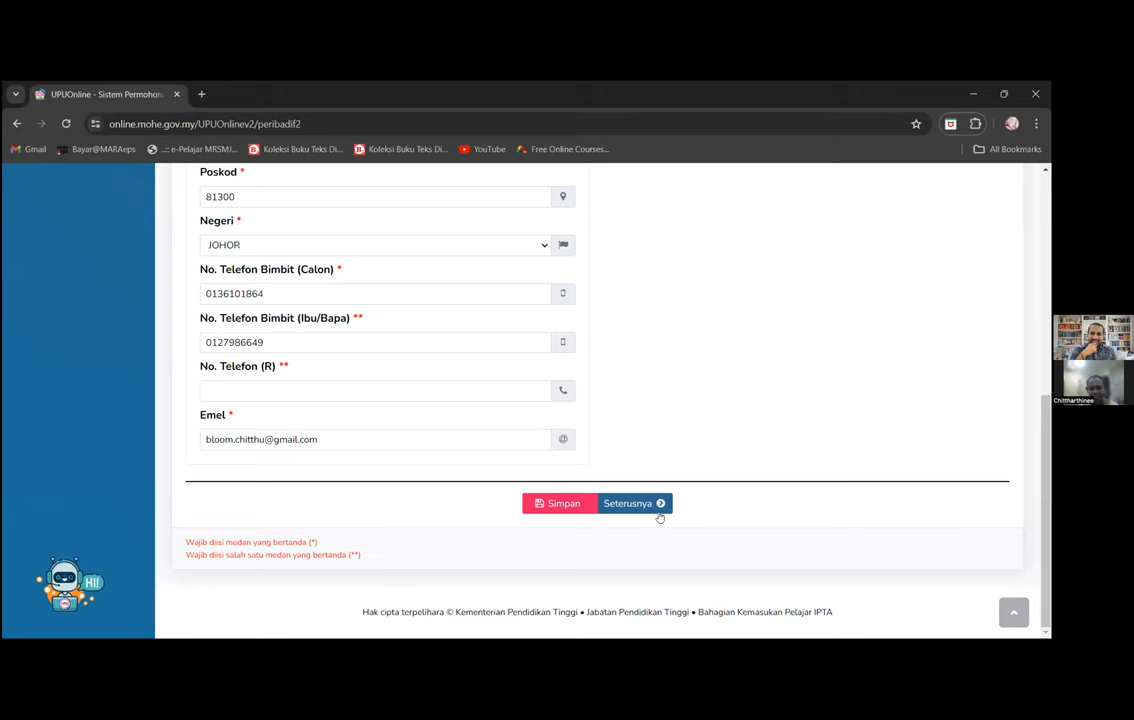 UPUOnline - Sistem Permohon
online.mohe.gov.my/UPUOnlinev2/peribadif2
Gmail
Bayar@MARAeps
..:: e-Pelajar MRSMJ...
Koleksi Buku Teks Di...
Koleksi Buku Teks Di...
YouTube
Free Online Courses...
All Bookmarks
Poskod *
81300
Negeri *
JOHOR
No. Telefon Bimbit (Calon) *
0136101864
No. Telefon Bimbit (Ibu/Bapa) **
0127986649
No. Telefon (R) **
Emel *
bloom.chitthu@gmail.com
@
Simpan
Seterusnya
Wajib diisi medan yang bertanda (*)
Wajib diisi salah satu medan yang bertanda (**)
HI!
Hak cipta terpelihara © Kementerian Pendidikan Tinggi • Jabatan Pendidikan Tinggi • Bahagian Kemasukan Pelajar IPTA
Chittharthinee